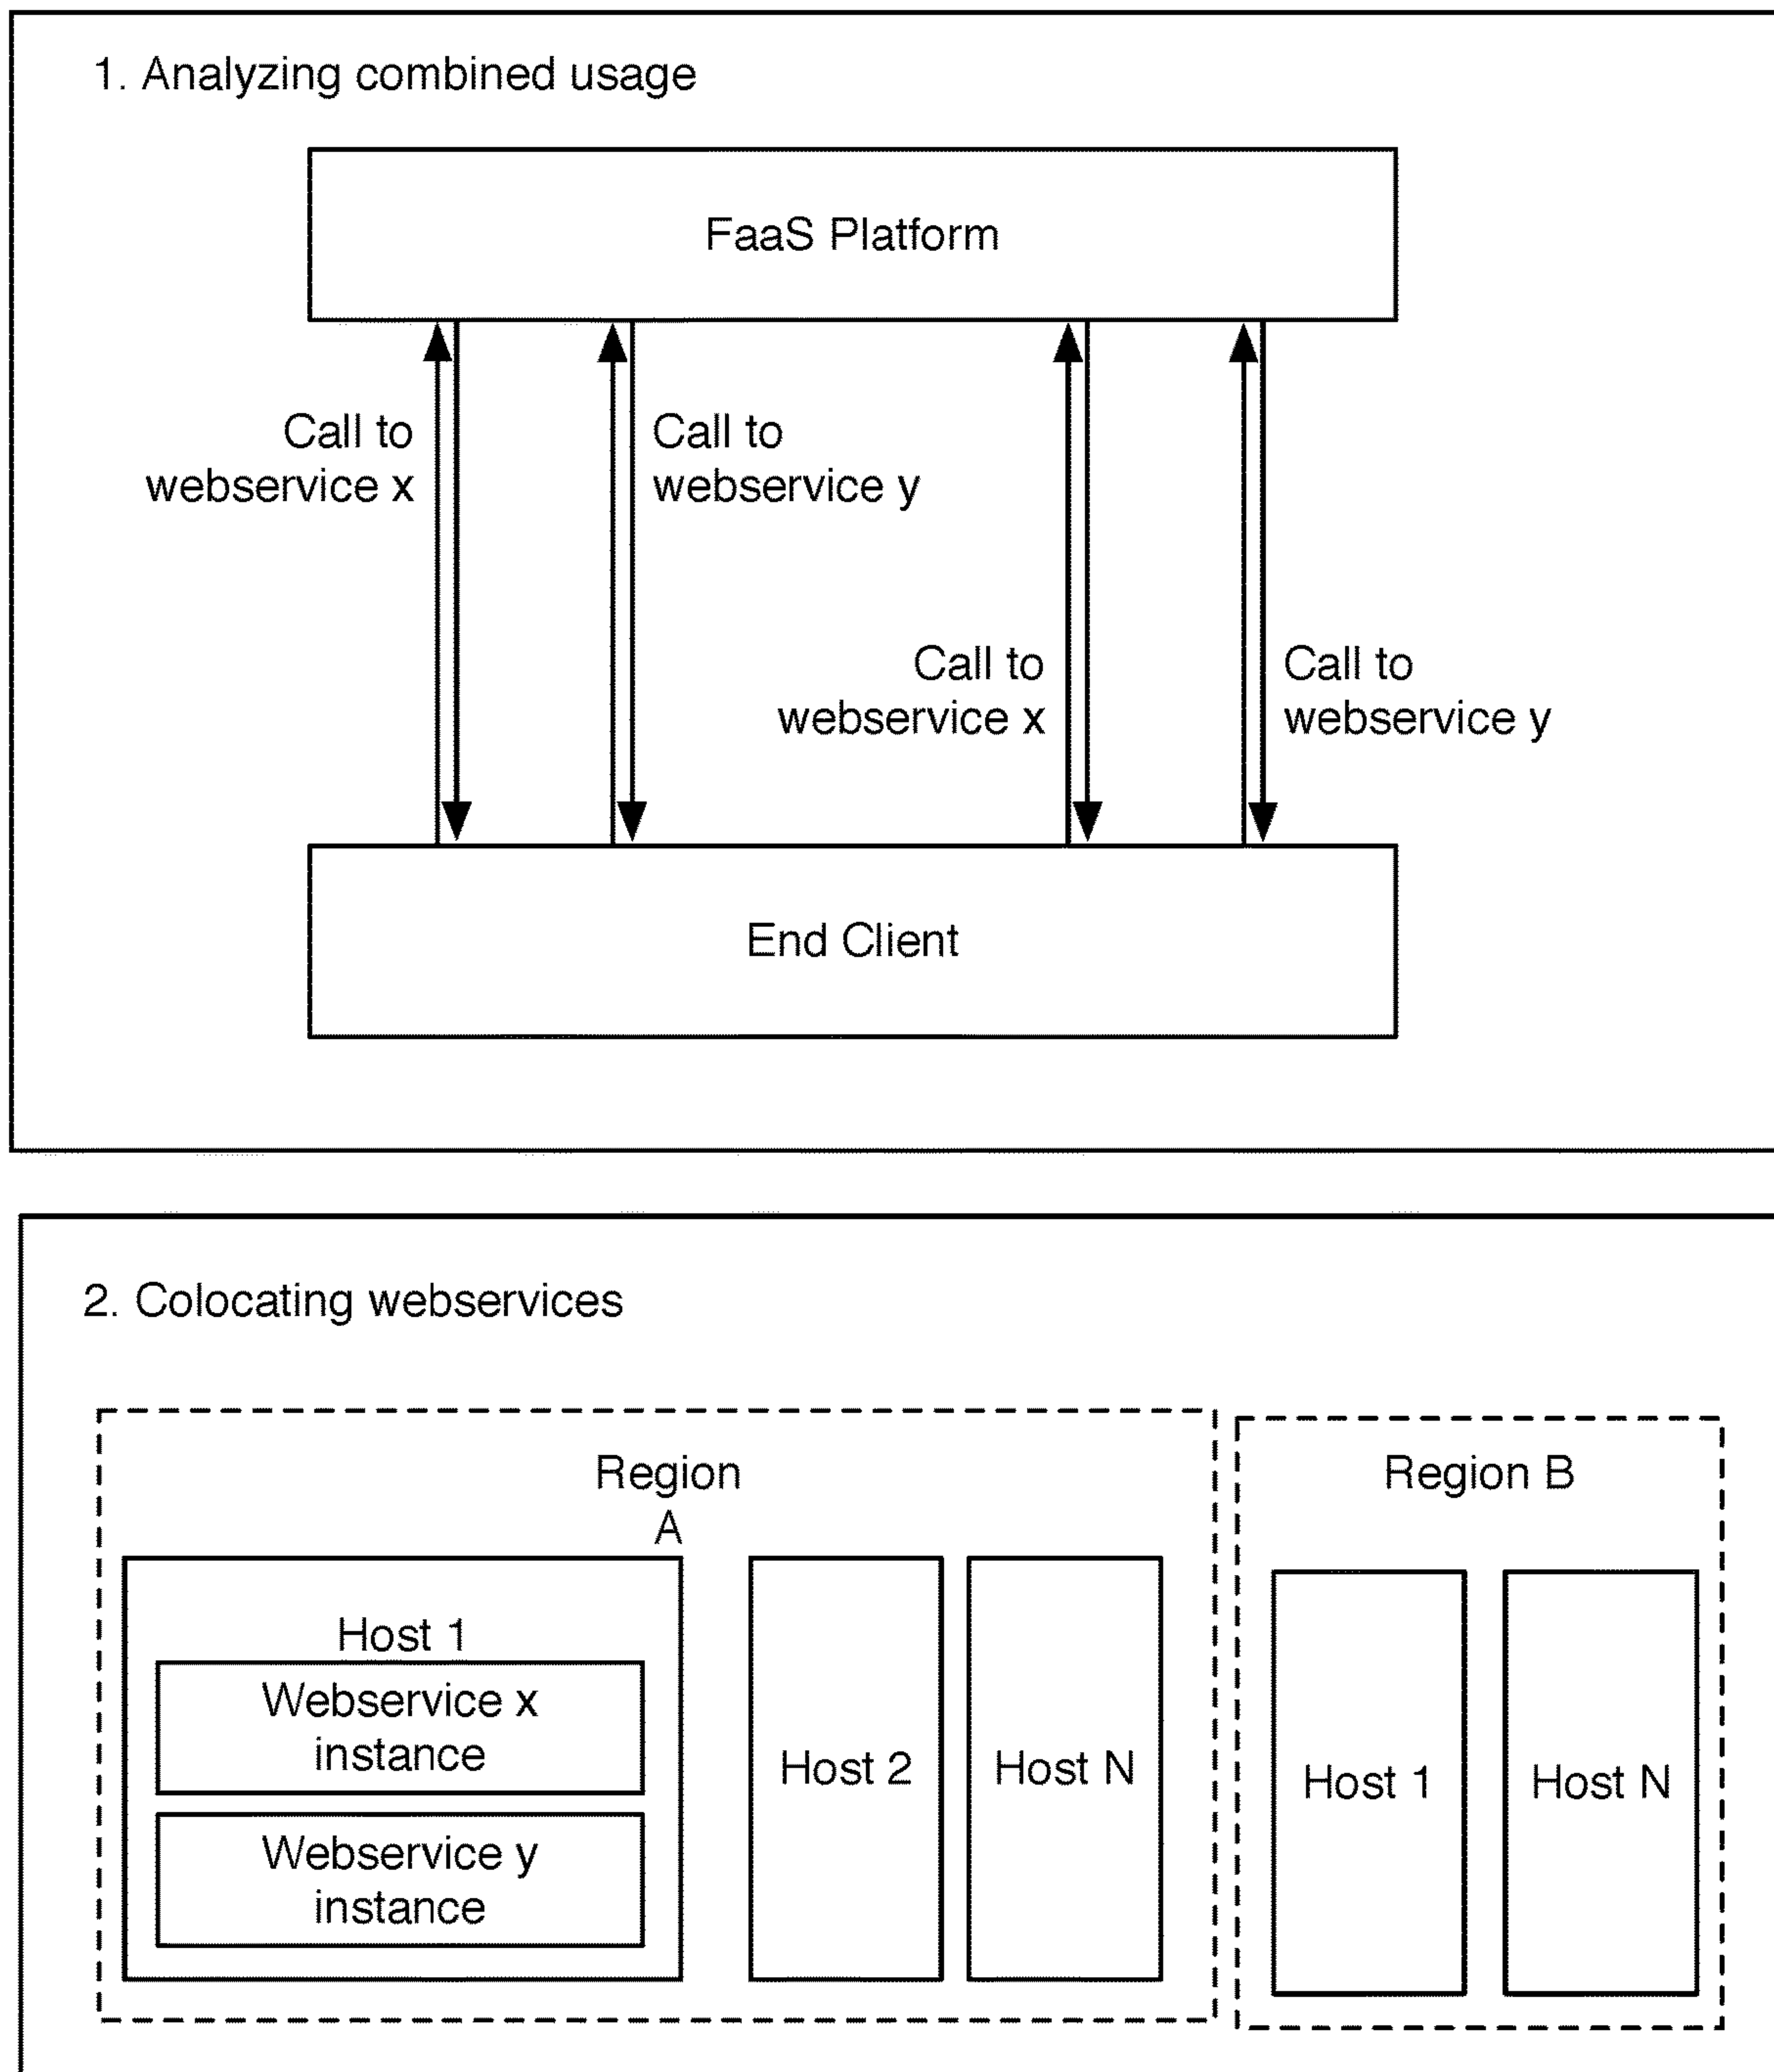 1. Analyzing combined usage
FaaS Platform
Call to
webservice x
Call to
webservice y
Call to
webservice x
Call to
webservice y
End Client
2. Colocating webservices
Region
A
Host 1
Webservice x
instance
Webservice y
instance
Host 2
Host N
Region B
Host 1
Host N